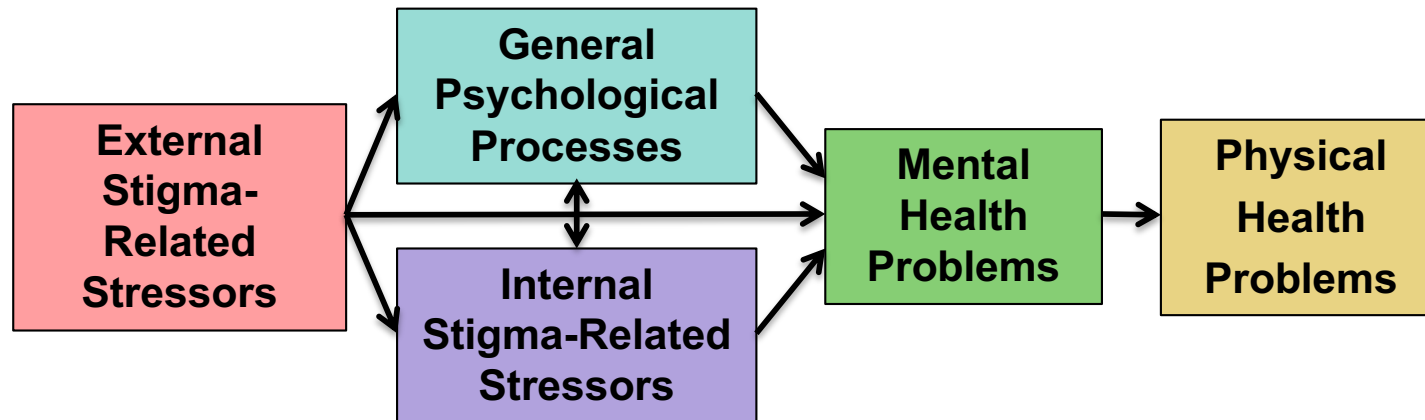 External
Stigma-
Related
Stressors
General
Psychological
Processes
Internal
Stigma-Related
Stressors
Mental
Health
Problems
Physical
Health
Problems